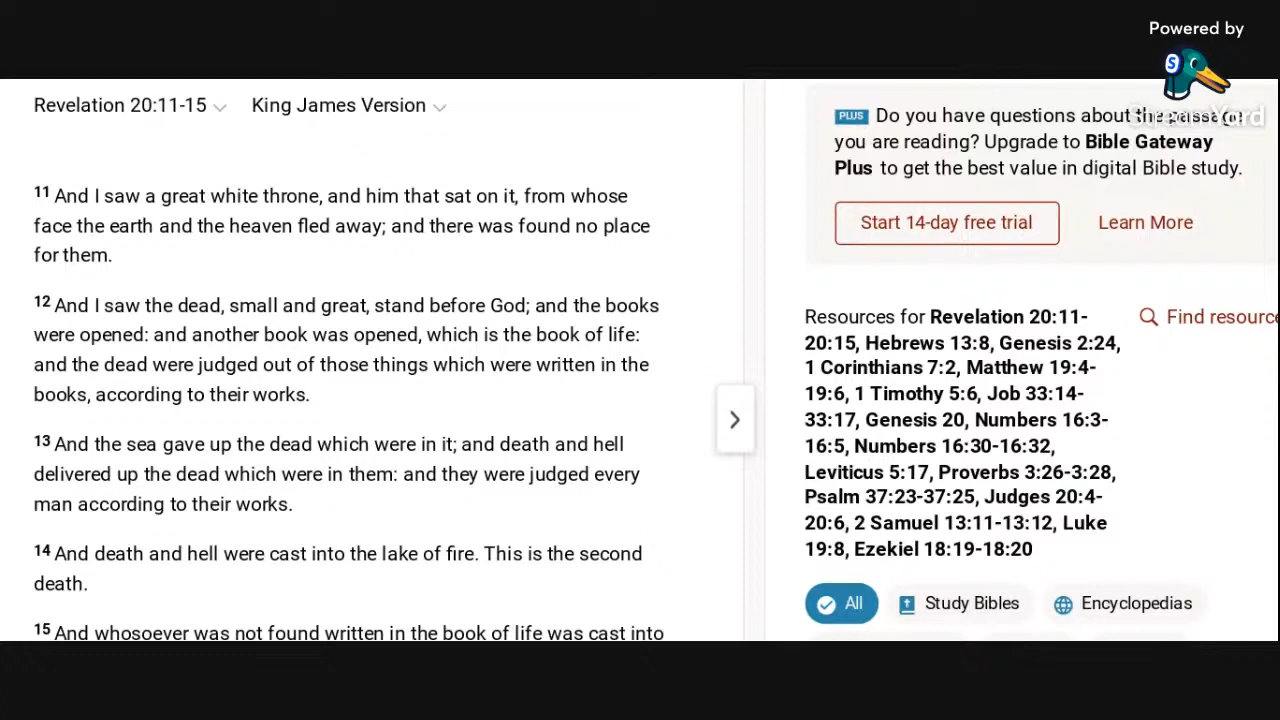 Powered by
StreamYard
Revelation 20:11-15
King James Version
11 And I saw a great white throne, and him that sat on it, from whose
face the earth and the heaven fled away; and there was found no place
for them.
12 And I saw the dead, small and great, stand before God; and the books
were opened: and another book was opened, which is the book of life:
and the dead were judged out of those things which were written in the
books, according to their works.
13 And the sea gave up the dead which were in it; and death and hell
delivered up the dead which were in them: and they were judged every
man according to their works.
14 And death and hell were cast into the lake of fire. This is the second
death.
15 And whosoever was not found written in the book of life was cast into
PLUS Do you have questions about the passage
you are reading? Upgrade to Bible Gateway
Plus to get the best value in digital Bible study.
Start 14-day free trial
Learn More
Resources for Revelation 20:11-
20:15, Hebrews 13:8, Genesis 2:24,
1 Corinthians 7:2, Matthew 19:4-
19:6, 1 Timothy 5:6, Job 33:14-
33:17, Genesis 20, Numbers 16:3-
16:5, Numbers 16:30-16:32,
Leviticus 5:17, Proverbs 3:26-3:28,
Psalm 37:23-37:25, Judges 20:4-
20:6, 2 Samuel 13:11-13:12, Luke
19:8, Ezekiel 18:19-18:20
Find resource
All
Study Bibles
Encyclopedias